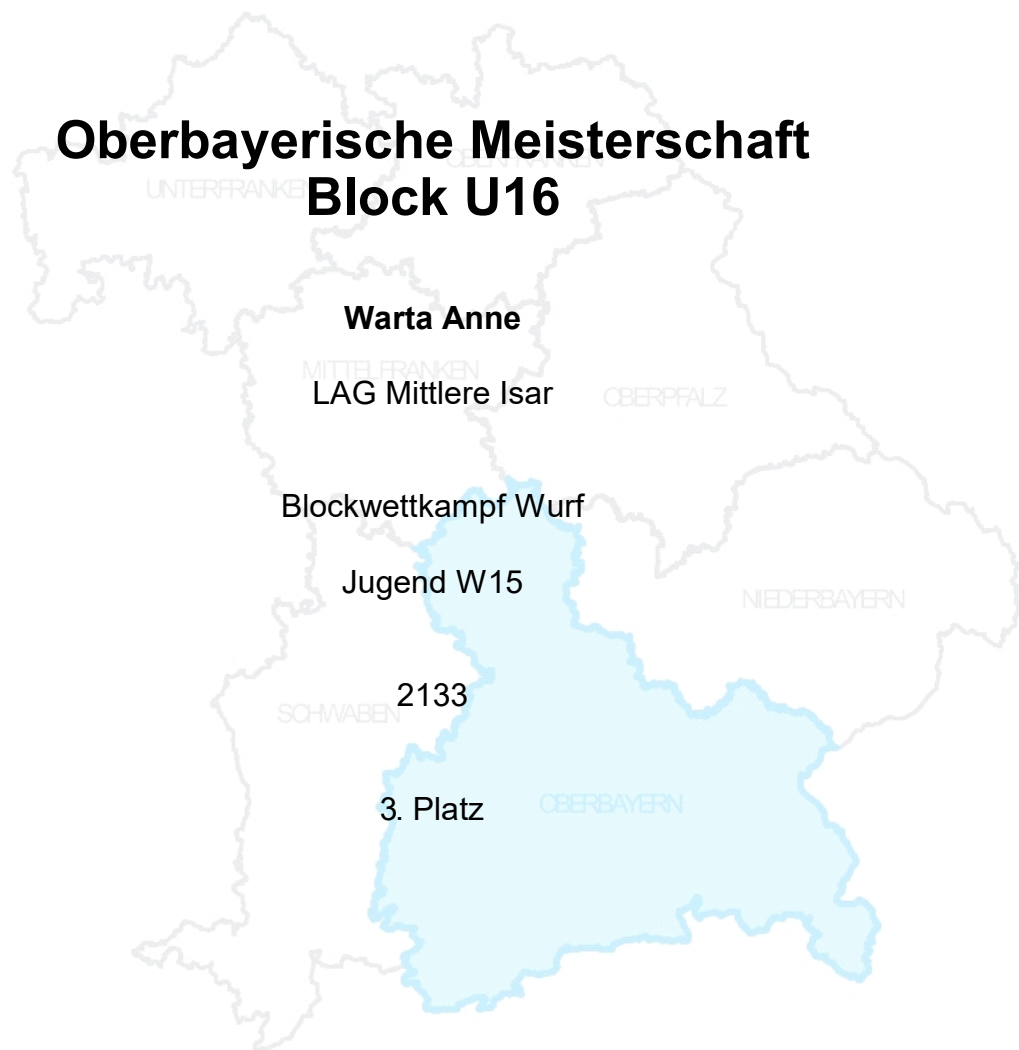 Oberbayerische Meisterschaft
OBERFRANKEN
UNTERFRANKEN
Block U16
Warta Anne
MITTELFRANKEN
LAG Mittlere Isar
OBERPFALZ
Blockwettkampf Wurf
Jugend W15
NIEDERBAYERN
2133
SCHWABEN
3. Platz
OBERBAYERN